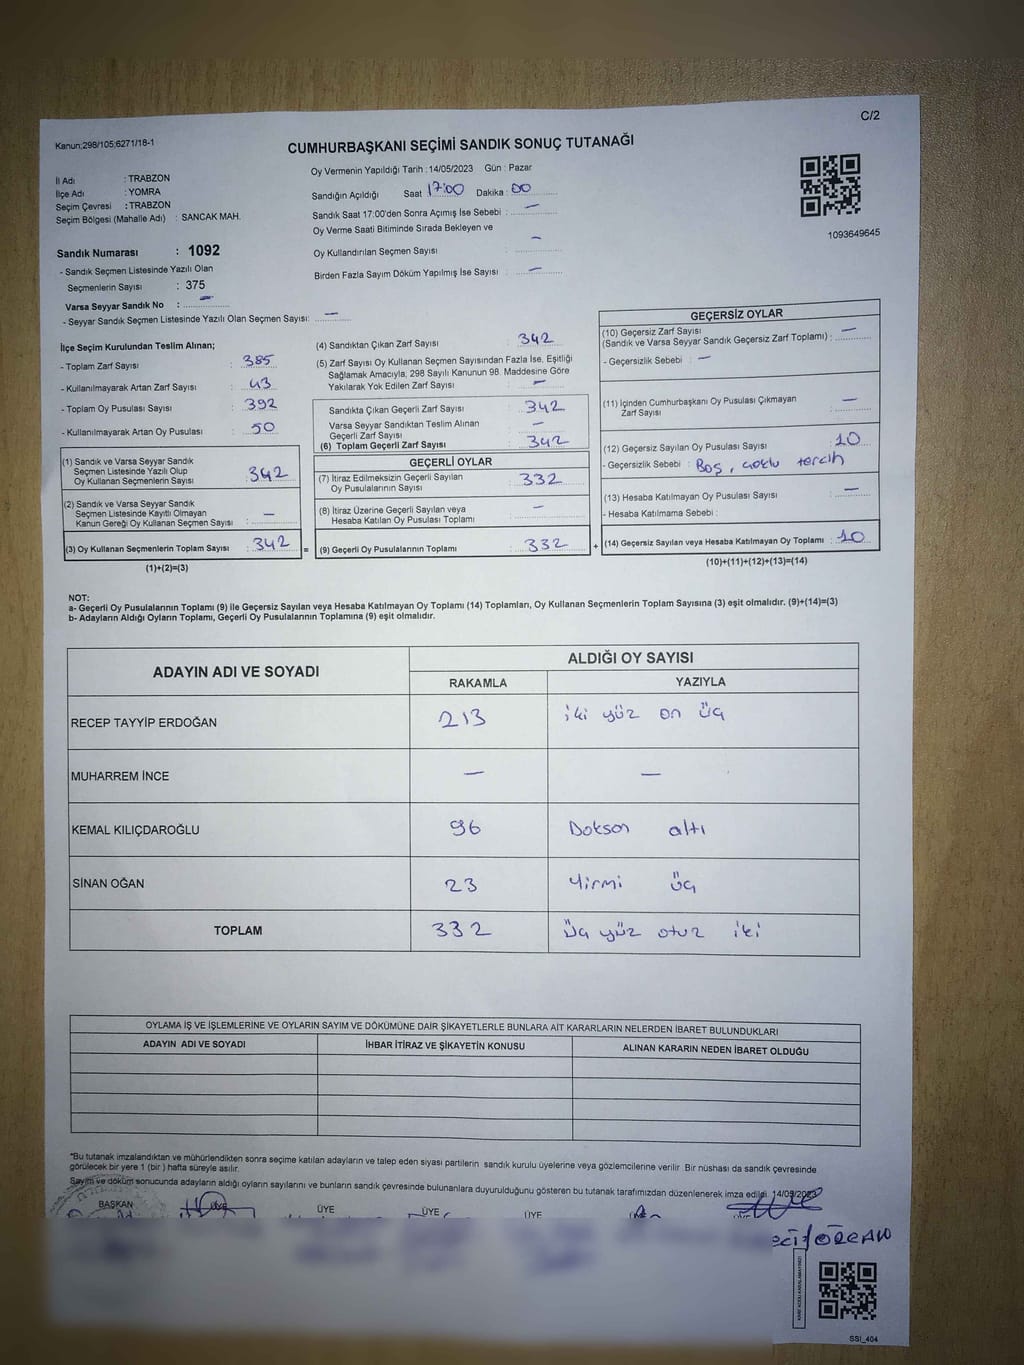 C/2
Kanun;298/105;6271/18-1
CUMHURBAŞKANI SEÇİMİ SANDIK SONUÇ TUTANAĞI
İl Adı : TRABZON
İlçe Adı : YOMRA
Seçim Çevresi : TRABZON
Seçim Bölgesi (Mahalle Adı) : SANCAK MAH.
Sandık Numarası : 1092
- Sandık Seçmen Listesinde Yazılı Olan
Seçmenlerin Sayısı : 375
Varsa Seyyar Sandık No : —
- Seyyar Sandık Seçmen Listesinde Yazılı Olan Seçmen Sayısı: —
Oy Vermenin Yapıldığı Tarih : 14/05/2023 Gün : Pazar
Sandığın Açıldığı Saat 17:00 Dakika : 00
Sandık Saat 17:00'den Sonra Açımış İse Sebebi : —
Oy Verme Saati Bitiminde Sırada Bekleyen ve
Oy Kullandırılan Seçmen Sayısı : —
Birden Fazla Sayım Döküm Yapılmış İse Sayısı : —
1093649645
İlçe Seçim Kurulundan Teslim Alınan;
- Toplam Zarf Sayısı : 385
- Kullanılmayarak Artan Zarf Sayısı : 43
- Toplam Oy Pusulası Sayısı : 392
- Kullanılmayarak Artan Oy Pusulası : 50
(1) Sandık ve Varsa Seyyar Sandık
Seçmen Listesinde Yazılı Olup
Oy Kullanan Seçmenlerin Sayısı : 342
(2) Sandık ve Varsa Seyyar Sandık
Seçmen Listesinde Kayıtlı Olmayan
Kanun Gereği Oy Kullanan Seçmen Sayısı : —
(3) Oy Kullanan Seçmenlerin Toplam Sayısı : 342
(1)+(2)=(3)
(4) Sandıktan Çıkan Zarf Sayısı : 342
(5) Zarf Sayısı Oy Kullanan Seçmen Sayısından Fazla İse, Eşitliği
Sağlamak Amacıyla, 298 Sayılı Kanunun 98. Maddesine Göre
Yakılarak Yok Edilen Zarf Sayısı : —
Sandıkta Çıkan Geçerli Zarf Sayısı : 342
Varsa Seyyar Sandıktan Teslim Alınan
Geçerli Zarf Sayısı : —
(6) Toplam Geçerli Zarf Sayısı : 342
GEÇERLİ OYLAR
(7) İtiraz Edilmeksizin Geçerli Sayılan
Oy Pusulalarının Sayısı : 332
(8) İtiraz Üzerine Geçerli Sayılan veya
Hesaba Katılan Oy Pusulası Toplamı : —
= (9) Geçerli Oy Pusulalarının Toplamı : 332
GEÇERSİZ OYLAR
(10) Geçersiz Zarf Sayısı
(Sandık ve Varsa Seyyar Sandık Geçersiz Zarf Toplamı) : —
- Geçersizlik Sebebi : —
(11) İçinden Cumhurbaşkanı Oy Pusulası Çıkmayan
Zarf Sayısı : —
(12) Geçersiz Sayılan Oy Pusulası Sayısı : 10
- Geçersizlik Sebebi : Boş, çoklu tercih
(13) Hesaba Katılmayan Oy Pusulası Sayısı : —
- Hesaba Katılmama Sebebi :
+ (14) Geçersiz Sayılan veya Hesaba Katılmayan Oy Toplamı : 10
(10)+(11)+(12)+(13)=(14)
NOT:
a- Geçerli Oy Pusulalarının Toplamı (9) ile Geçersiz Sayılan veya Hesaba Katılmayan Oy Toplamı (14) Toplamları, Oy Kullanan Seçmenlerin Toplam Sayısına (3) eşit olmalıdır. (9)+(14)=(3)
b- Adayların Aldığı Oyların Toplamı, Geçerli Oy Pusulalarının Toplamına (9) eşit olmalıdır.
ADAYIN ADI VE SOYADI
ALDIĞI OY SAYISI
RAKAMLA YAZIYLA
RECEP TAYYİP ERDOĞAN 213 iki yüz on üç
MUHARREM İNCE — —
KEMAL KILIÇDAROĞLU 96 Doksan altı
SİNAN OĞAN 23 Yirmi üç
TOPLAM 332 üç yüz otuz iki
OYLAMA İŞ VE İŞLEMLERİNE VE OYLARIN SAYIM VE DÖKÜMÜNE DAİR ŞİKAYETLERLE BUNLARA AİT KARARLARIN NELERDEN İBARET BULUNDUKLARI
ADAYIN ADI VE SOYADI İHBAR İTİRAZ VE ŞİKAYETİN KONUSU ALINAN KARARIN NEDEN İBARET OLDUĞU
*Bu tutanak imzalandıktan ve mühürlendikten sonra seçime katılan adayların ve talep eden siyasi partilerin sandık kurulu üyelerine veya gözlemcilerine verilir. Bir nüshası da sandık çevresinde
görülecek bir yere 1 (bir) hafta süreyle asılır.
Sayım ve döküm sonucunda adayların aldığı oyların sayılarını ve bunların sandık çevresinde bulunanlara duyurulduğunu gösteren bu tutanak tarafımızdan düzenlenerek imza edildi. 14/05/2023
BAŞKAN ÜYE ÜYE ÜYE ÜYE
SSI_404